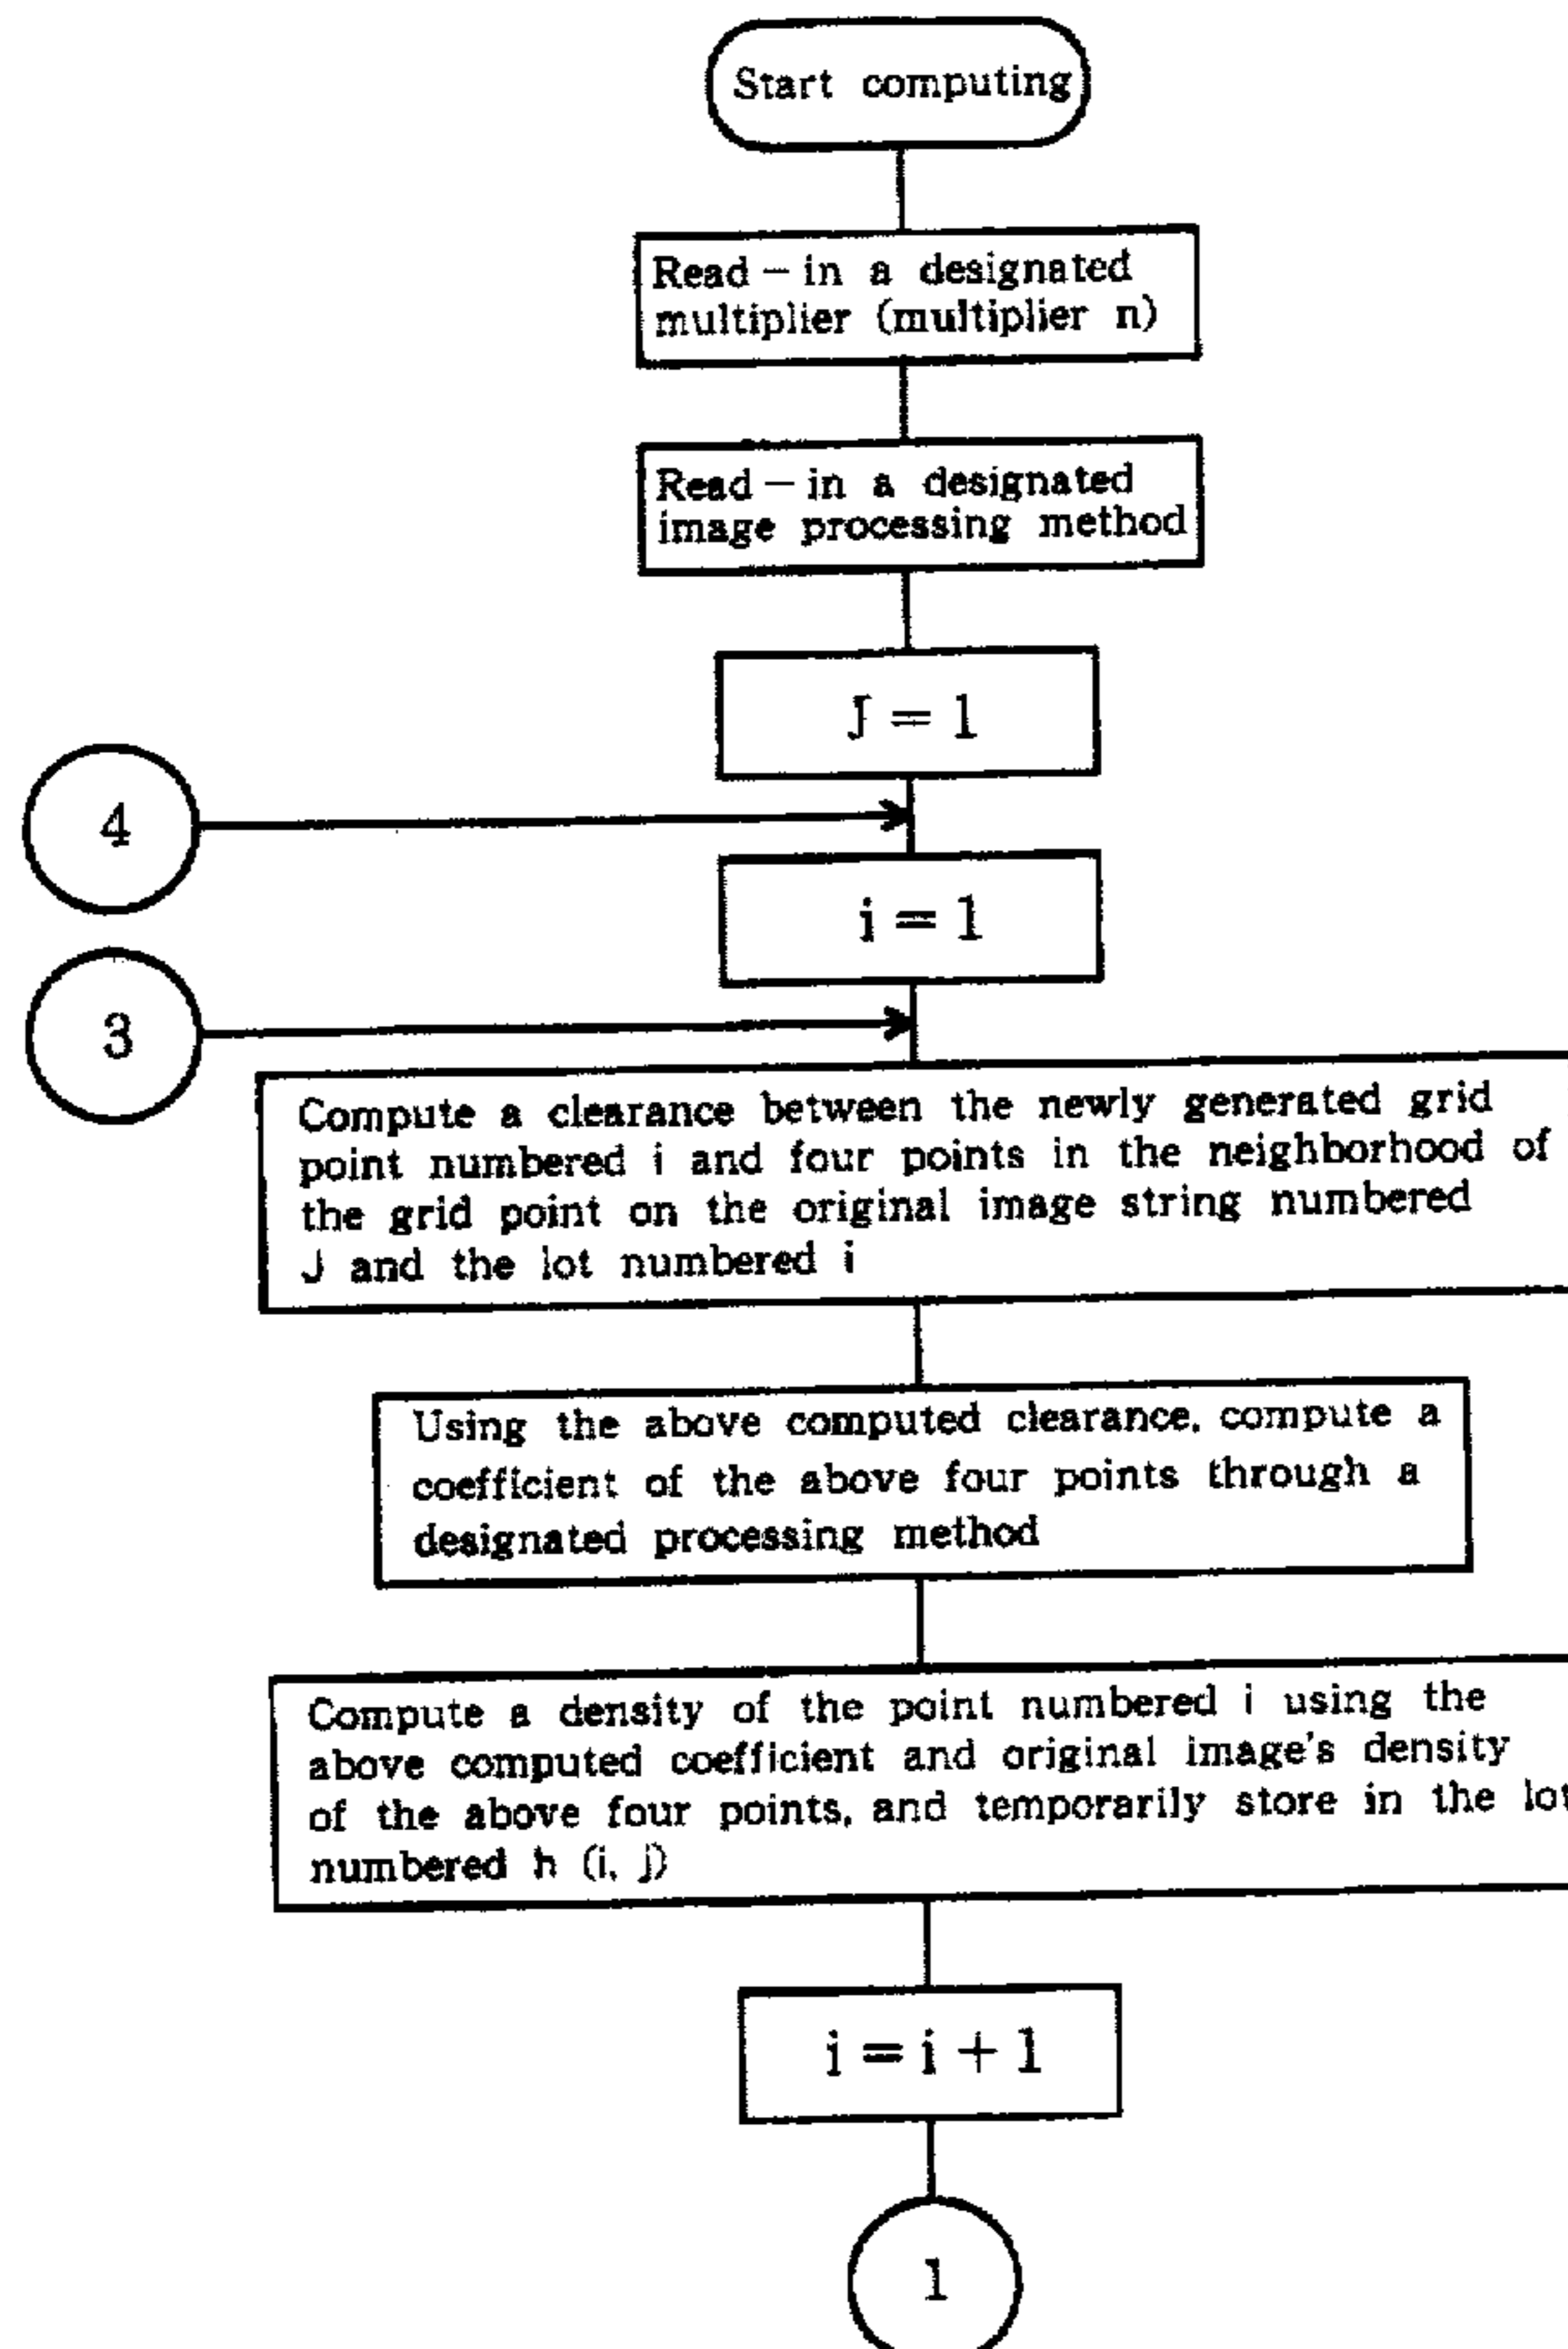 Start computing
Read – in a designated
multiplier (multiplier n)
Read – in a designated
image processing method
J = 1
4
i = 1
3
Compute a clearance between the newly generated grid
point numbered i and four points in the neighborhood of
the grid point on the original image string numbered
J and the lot numbered i
Using the above computed clearance, compute a
coefficient of the above four points through a
designated processing method
Compute a density of the point numbered i using the
above computed coefficient and original image's density
of the above four points, and temporarily store in the lot
numbered h (i, j)
i = i + 1
1